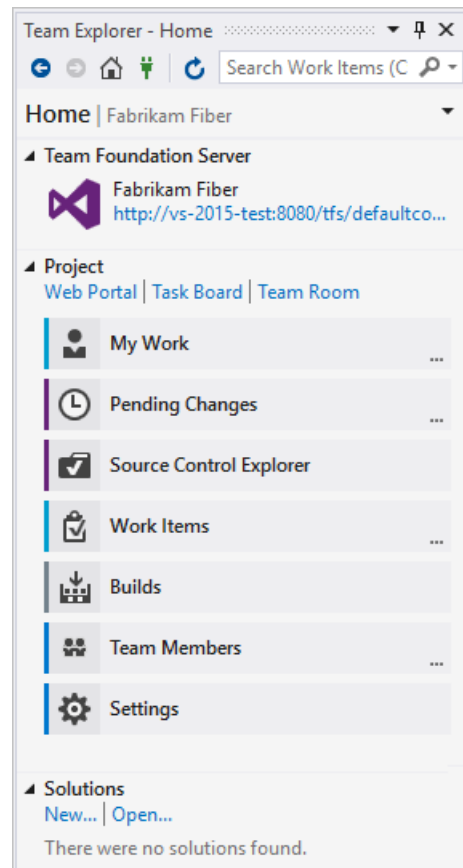 Team Explorer - Home
Search Work Items (C
Home | Fabrikam Fiber
Team Foundation Server
Fabrikam Fiber
http://vs-2015-test:8080/tfs/defaultco...
Project
Web Portal | Task Board | Team Room
My Work
...
Pending Changes
...
Source Control Explorer
Work Items
...
Builds
Team Members
...
Settings
Solutions
New... | Open...
There were no solutions found.